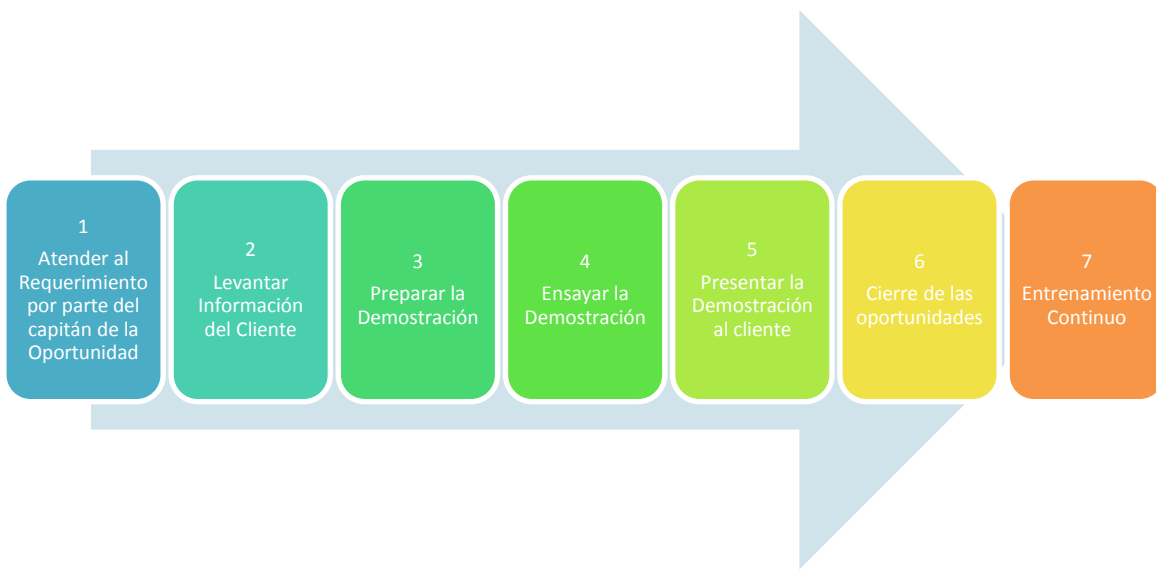 1
Atender al
Requerimiento
por parte del
capitán de la
Oportunidad
2
Levantar
Información
del Cliente
3
Preparar la
Demostración
4
Ensayar la
Demostración
5
Presentar la
Demostración
al cliente
6
Cierre de las
oportunidades
7
Entrenamiento
Continuo